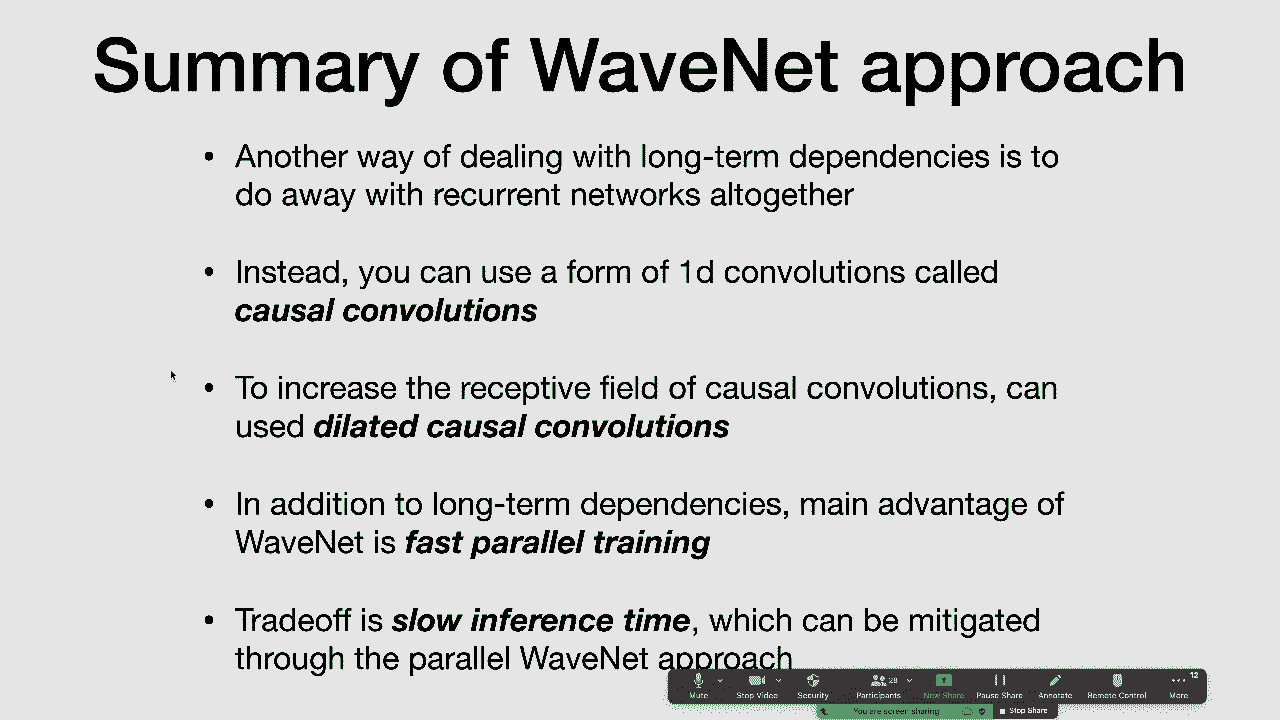 Summary of WaveNet approach
• Another way of dealing with long-term dependencies is to
do away with recurrent networks altogether
• Instead, you can use a form of 1d convolutions called
causal convolutions
• To increase the receptive field of causal convolutions, can
used dilated causal convolutions
• In addition to long-term dependencies, main advantage of
WaveNet is fast parallel training
• Tradeoff is slow inference time, which can be mitigated
through the parallel WaveNet approach
28 12
Mute Stop Video Security Participants New Share Pause Share Annotate Remote Control More
You are screen sharing Stop Share